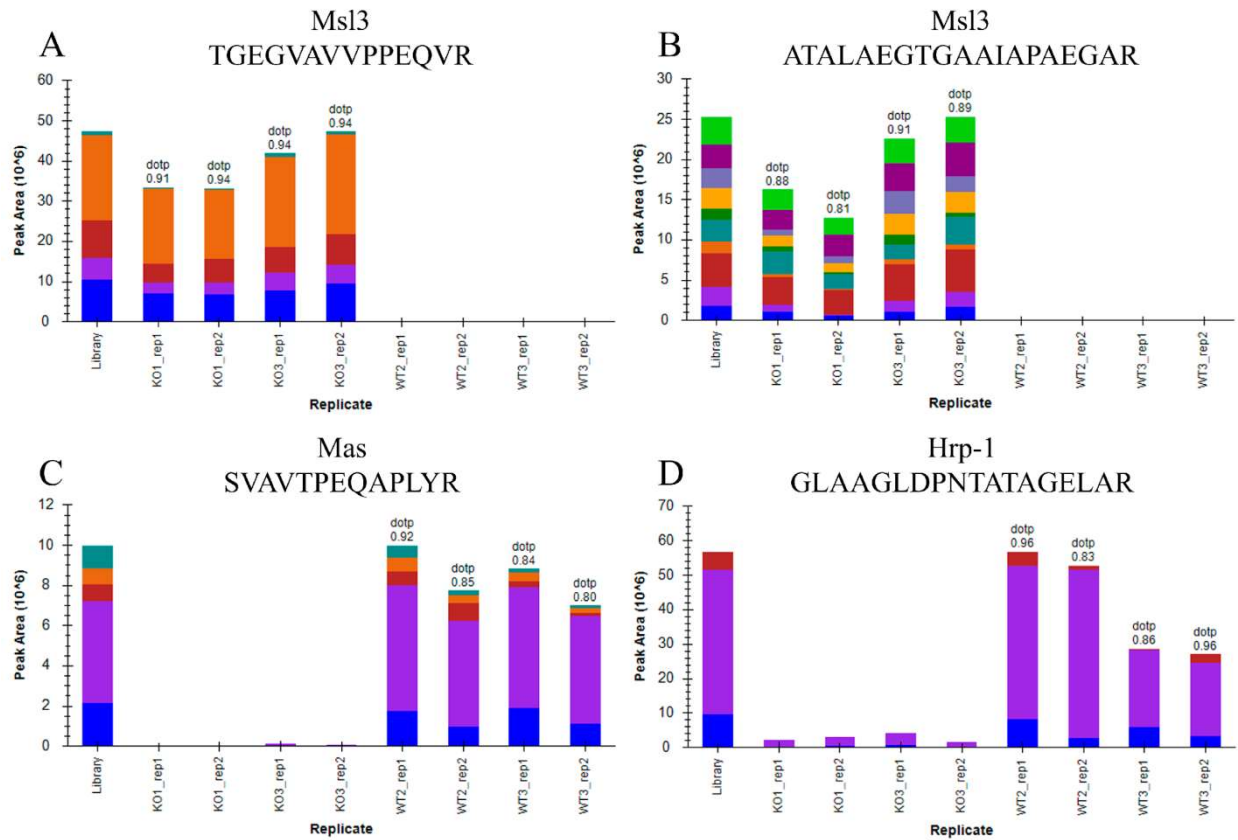 A
Msl3
TGEGVAVVPPEQVR
Peak Area (10^6)
60
50
40
30
20
10
0
dotp
0.91
dotp
0.94
dotp
0.94
dotp
0.94
Library
KO1_rep1
KO1_rep2
KO3_rep1
KO3_rep2
WT2_rep1
WT2_rep2
WT3_rep1
WT3_rep2
Replicate
B
Msl3
ATALAEGTGAAIAPAEGAR
Peak Area (10^6)
30
25
20
15
10
5
0
dotp
0.88
dotp
0.81
dotp
0.91
dotp
0.89
Library
KO1_rep1
KO1_rep2
KO3_rep1
KO3_rep2
WT2_rep1
WT2_rep2
WT3_rep1
WT3_rep2
Replicate
C
Mas
SVAVTPEQAPLYR
Peak Area (10^6)
12
10
8
6
4
2
0
dotp
0.92
dotp
0.85
dotp
0.84
dotp
0.80
Library
KO1_rep1
KO1_rep2
KO3_rep1
KO3_rep2
WT2_rep1
WT2_rep2
WT3_rep1
WT3_rep2
Replicate
D
Hrp-1
GLAAGLDPNTATAGELAR
Peak Area (10^6)
70
60
50
40
30
20
10
0
dotp
0.96
dotp
0.83
dotp
0.86
dotp
0.96
Library
KO1_rep1
KO1_rep2
KO3_rep1
KO3_rep2
WT2_rep1
WT2_rep2
WT3_rep1
WT3_rep2
Replicate